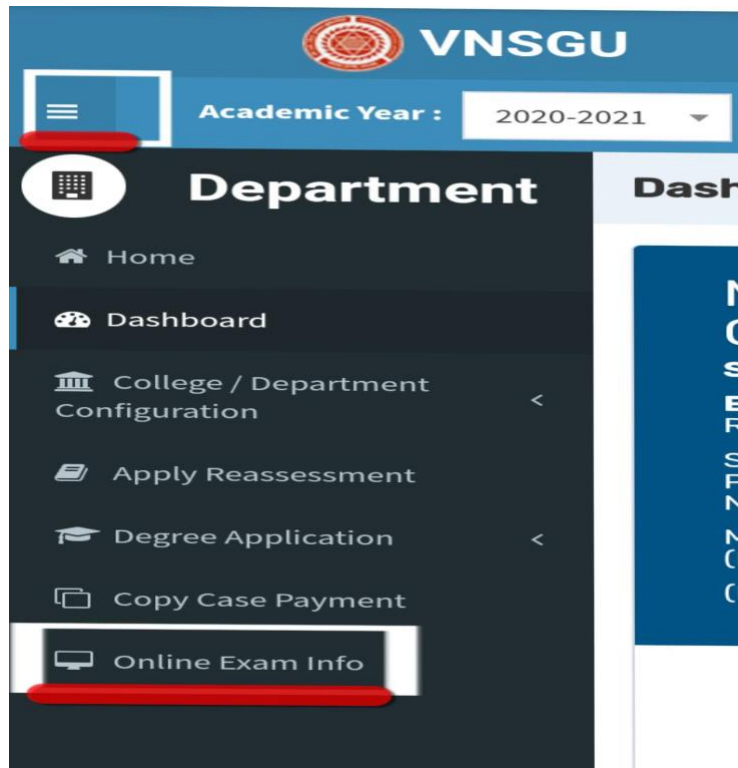 VNSGU
Academic Year : 2020-2021
Department
Home
Dashboard
College / Department
Configuration
Apply Reassessment
Degree Application
Copy Case Payment
Online Exam Info
Dash